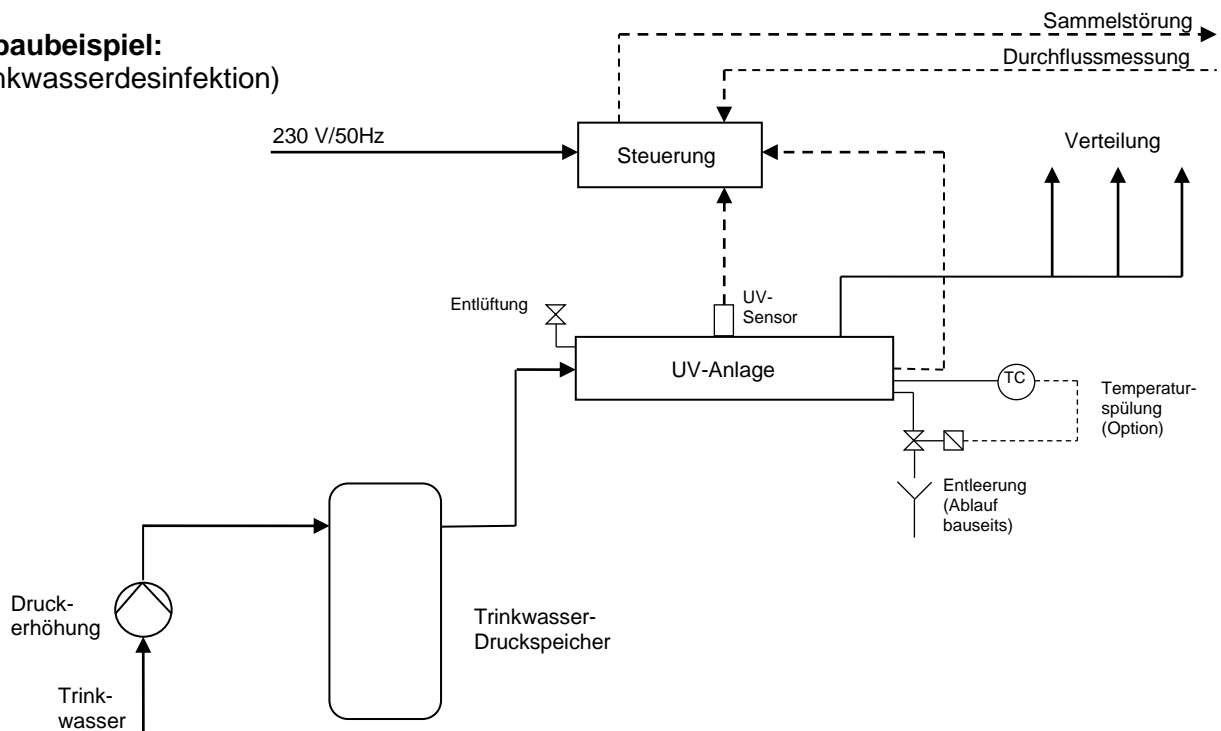 baubeispiel:
nkwasserdesinfektion)
Sammelstörung
Durchflussmessung
230 V/50Hz
Steuerung
Verteilung
Entlüftung
UV-
Sensor
UV-Anlage
TC
Temperatur-
spülung
(Option)
Entleerung
(Ablauf
bauseits)
Druck-
erhöhung
Trinkwasser-
Druckspeicher
Trink-
wasser